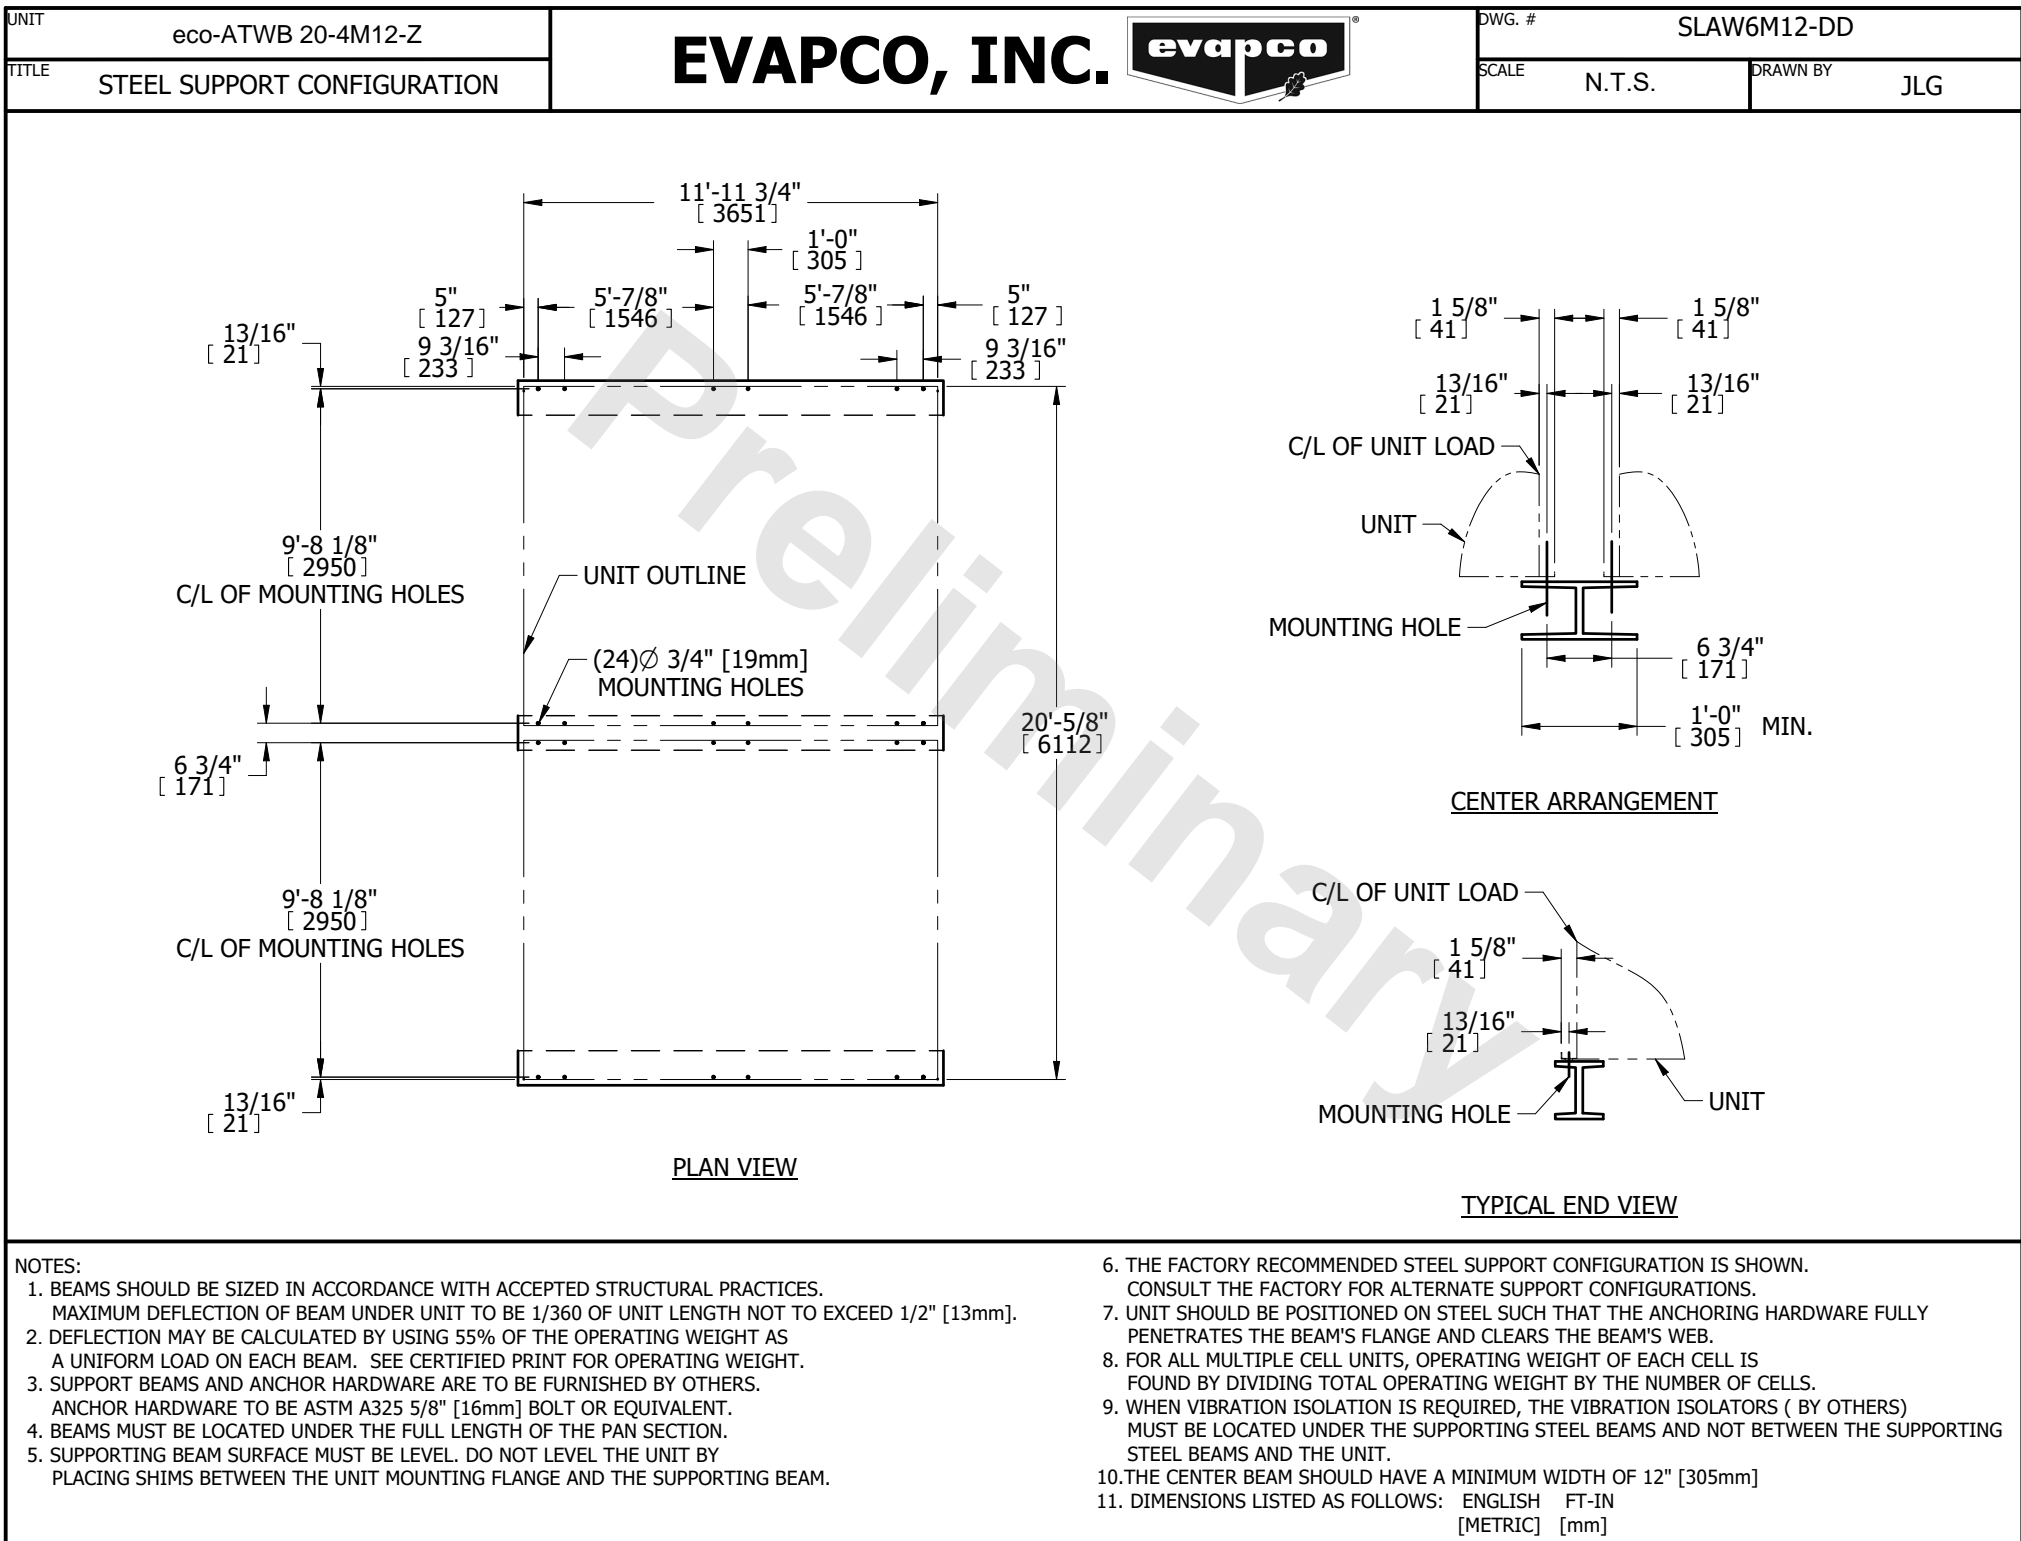 UNIT
eco-ATWB 20-4M12-Z
TITLE
STEEL SUPPORT CONFIGURATION
EVAPCO, INC.
evapco
®
DWG. #
SLAW6M12-DD
SCALE
N.T.S.
DRAWN BY
JLG
11'-11 3/4"
[ 3651]
1'-0"
[ 305 ]
5"
[ 127]
5'-7/8"
[ 1546 ]
5'-7/8"
[ 1546 ]
5"
[ 127 ]
13/16"
[ 21]
9 3/16"
[ 233 ]
9 3/16"
[ 233 ]
9'-8 1/8"
[ 2950]
C/L OF MOUNTING HOLES
UNIT OUTLINE
(24)Ø 3/4" [19mm]
MOUNTING HOLES
6 3/4"
[ 171]
20'-5/8"
[ 6112]
9'-8 1/8"
[ 2950]
C/L OF MOUNTING HOLES
13/16"
[ 21]
PLAN VIEW
Preliminary
1 5/8"
[ 41]
1 5/8"
[ 41]
13/16"
[ 21]
13/16"
[ 21]
C/L OF UNIT LOAD
UNIT
MOUNTING HOLE
6 3/4"
[ 171]
1'-0"
[ 305] MIN.
CENTER ARRANGEMENT
C/L OF UNIT LOAD
1 5/8"
[ 41]
13/16"
[ 21]
MOUNTING HOLE
UNIT
TYPICAL END VIEW
NOTES:
1. BEAMS SHOULD BE SIZED IN ACCORDANCE WITH ACCEPTED STRUCTURAL PRACTICES.
MAXIMUM DEFLECTION OF BEAM UNDER UNIT TO BE 1/360 OF UNIT LENGTH NOT TO EXCEED 1/2" [13mm].
2. DEFLECTION MAY BE CALCULATED BY USING 55% OF THE OPERATING WEIGHT AS
A UNIFORM LOAD ON EACH BEAM. SEE CERTIFIED PRINT FOR OPERATING WEIGHT.
3. SUPPORT BEAMS AND ANCHOR HARDWARE ARE TO BE FURNISHED BY OTHERS.
ANCHOR HARDWARE TO BE ASTM A325 5/8" [16mm] BOLT OR EQUIVALENT.
4. BEAMS MUST BE LOCATED UNDER THE FULL LENGTH OF THE PAN SECTION.
5. SUPPORTING BEAM SURFACE MUST BE LEVEL. DO NOT LEVEL THE UNIT BY
PLACING SHIMS BETWEEN THE UNIT MOUNTING FLANGE AND THE SUPPORTING BEAM.
6. THE FACTORY RECOMMENDED STEEL SUPPORT CONFIGURATION IS SHOWN.
CONSULT THE FACTORY FOR ALTERNATE SUPPORT CONFIGURATIONS.
7. UNIT SHOULD BE POSITIONED ON STEEL SUCH THAT THE ANCHORING HARDWARE FULLY
PENETRATES THE BEAM'S FLANGE AND CLEARS THE BEAM'S WEB.
8. FOR ALL MULTIPLE CELL UNITS, OPERATING WEIGHT OF EACH CELL IS
FOUND BY DIVIDING TOTAL OPERATING WEIGHT BY THE NUMBER OF CELLS.
9. WHEN VIBRATION ISOLATION IS REQUIRED, THE VIBRATION ISOLATORS ( BY OTHERS)
MUST BE LOCATED UNDER THE SUPPORTING STEEL BEAMS AND NOT BETWEEN THE SUPPORTING
STEEL BEAMS AND THE UNIT.
10.THE CENTER BEAM SHOULD HAVE A MINIMUM WIDTH OF 12" [305mm]
11. DIMENSIONS LISTED AS FOLLOWS: ENGLISH FT-IN
[METRIC] [mm]